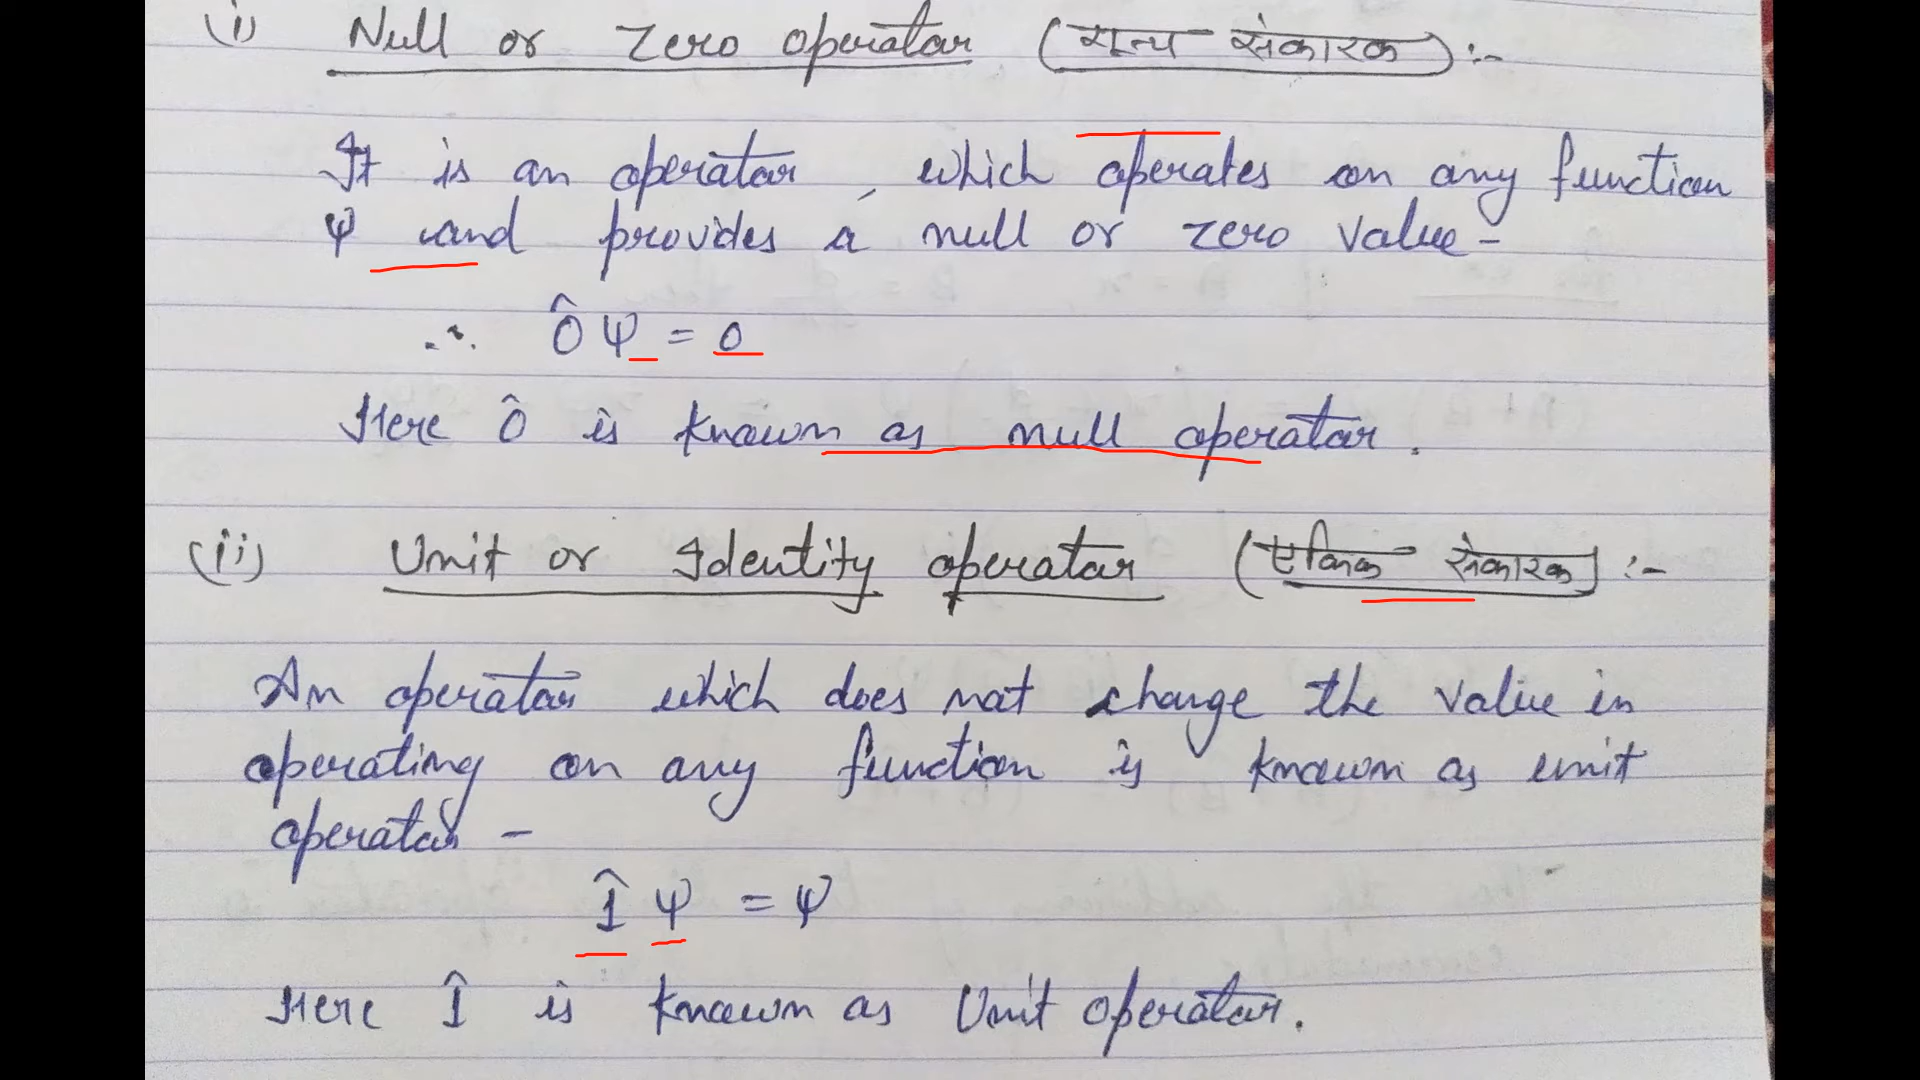 (i) Null or Zero operator (शून्य संकारक) :-
It is an operator, which operates on any function
ψ and provides a null or zero value -
∴ Ôψ = 0
Here Ô is known as null operator.
(ii) Unit or Identity operator (एकिक संकारक) :-
An operator which does not change the value in
operating on any function is known as unit
operator -
Î ψ = ψ
Here Î is known as Unit operator.